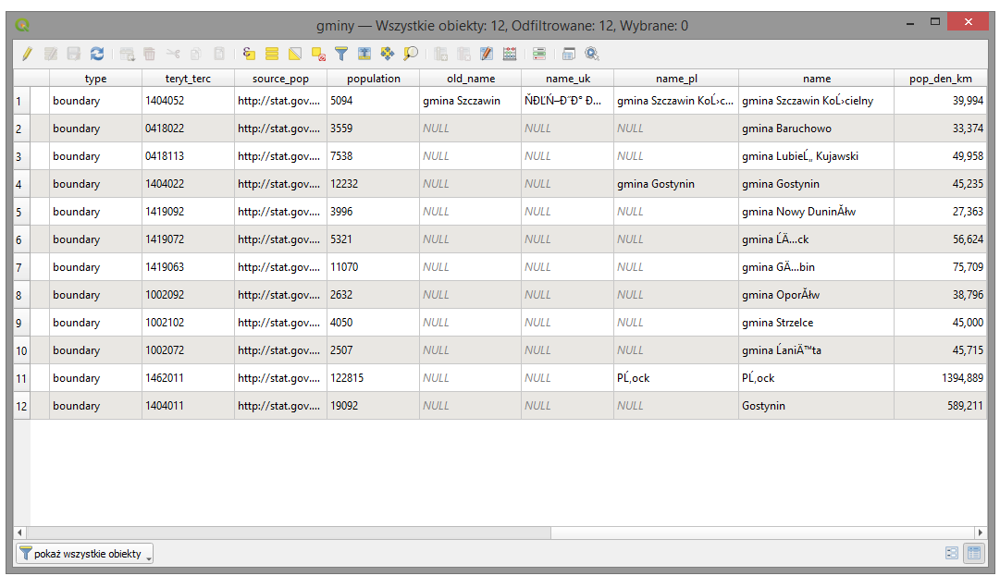 gminy — Wszystkie obiekty: 12, Odfiltrowane: 12, Wybrane: 0
type teryt_terc source_pop population old_name name_uk name_pl name pop_den_km
1 boundary 1404052 http://stat.gov.... 5094 gmina Szczawin ŇĐĽŃ–Đ˝Đ° Đ... gmina Szczawin KoĹ›c... gmina Szczawin KoĹ›cielny 39,994
2 boundary 0418022 http://stat.gov.... 3559 NULL NULL NULL gmina Baruchowo 33,374
3 boundary 0418113 http://stat.gov.... 7538 NULL NULL NULL gmina LubieĹ„ Kujawski 49,958
4 boundary 1404022 http://stat.gov.... 12232 NULL NULL gmina Gostynin gmina Gostynin 45,235
5 boundary 1419092 http://stat.gov.... 3996 NULL NULL NULL gmina Nowy DuninĂłw 27,363
6 boundary 1419072 http://stat.gov.... 5321 NULL NULL NULL gmina ĹÄ…ck 56,624
7 boundary 1419063 http://stat.gov.... 11070 NULL NULL NULL gmina GÄ…bin 75,709
8 boundary 1002092 http://stat.gov.... 2632 NULL NULL NULL gmina OporĂłw 38,796
9 boundary 1002102 http://stat.gov.... 4050 NULL NULL NULL gmina Strzelce 45,000
10 boundary 1002072 http://stat.gov.... 2507 NULL NULL NULL gmina ĹaniÄ™ta 45,715
11 boundary 1462011 http://stat.gov.... 122815 NULL NULL PĹ‚ock PĹ‚ock 1394,889
12 boundary 1404011 http://stat.gov.... 19092 NULL NULL NULL Gostynin 589,211
pokaż wszystkie obiekty